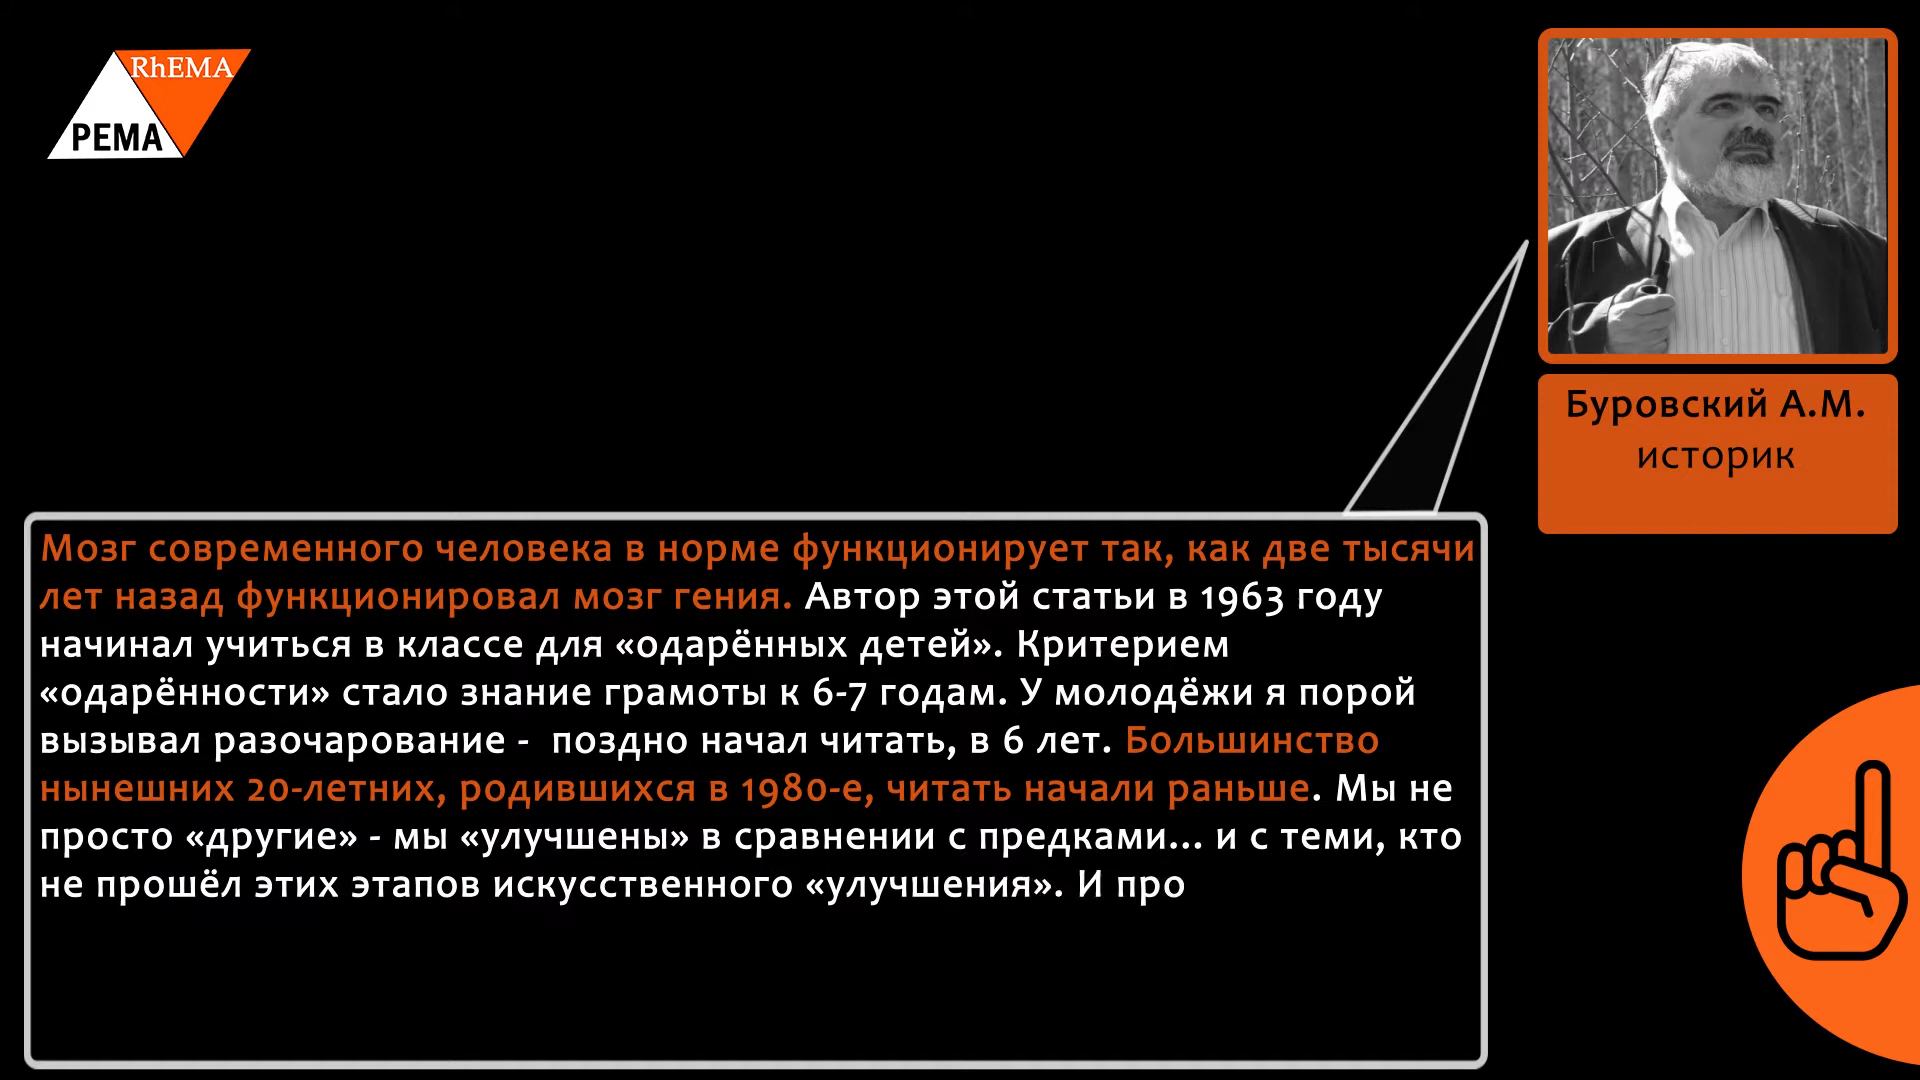 RhEMA
РЕМА
Буровский А.М.
историк
Мозг современного человека в норме функционирует так, как две тысячи
лет назад функционировал мозг гения. Автор этой статьи в 1963 году
начинал учиться в классе для «одарённых детей». Критерием
«одарённости» стало знание грамоты к 6-7 годам. У молодёжи я порой
вызывал разочарование -  поздно начал читать, в 6 лет. Большинство
нынешних 20-летних, родившихся в 1980-е, читать начали раньше. Мы не
просто «другие» - мы «улучшены» в сравнении с предками... и с теми, кто
не прошёл этих этапов искусственного «улучшения». И про